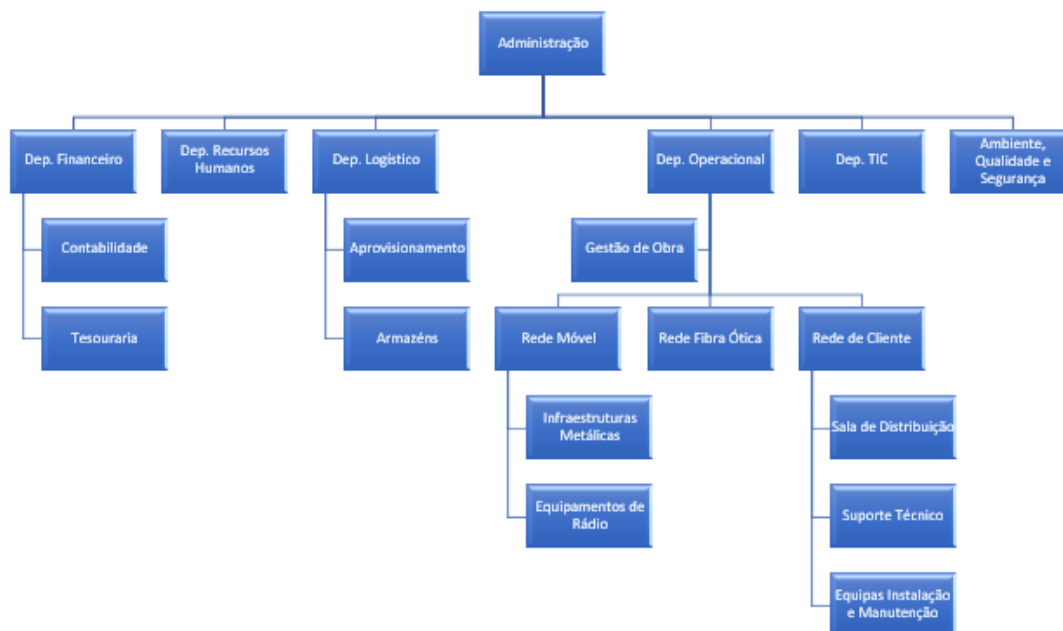 Administração
Dep. Financeiro
Dep. Recursos
Humanos
Dep. Logístico
Dep. Operacional
Dep. TIC
Ambiente,
Qualidade e
Segurança
Contabilidade
Aprovisionamento
Gestão de Obra
Tesouraria
Armazéns
Rede Móvel
Rede Fibra Ótica
Rede de Cliente
Infraestruturas
Metálicas
Sala de Distribuição
Equipamentos de
Rádio
Suporte Técnico
Equipas Instalação
e Manutenção